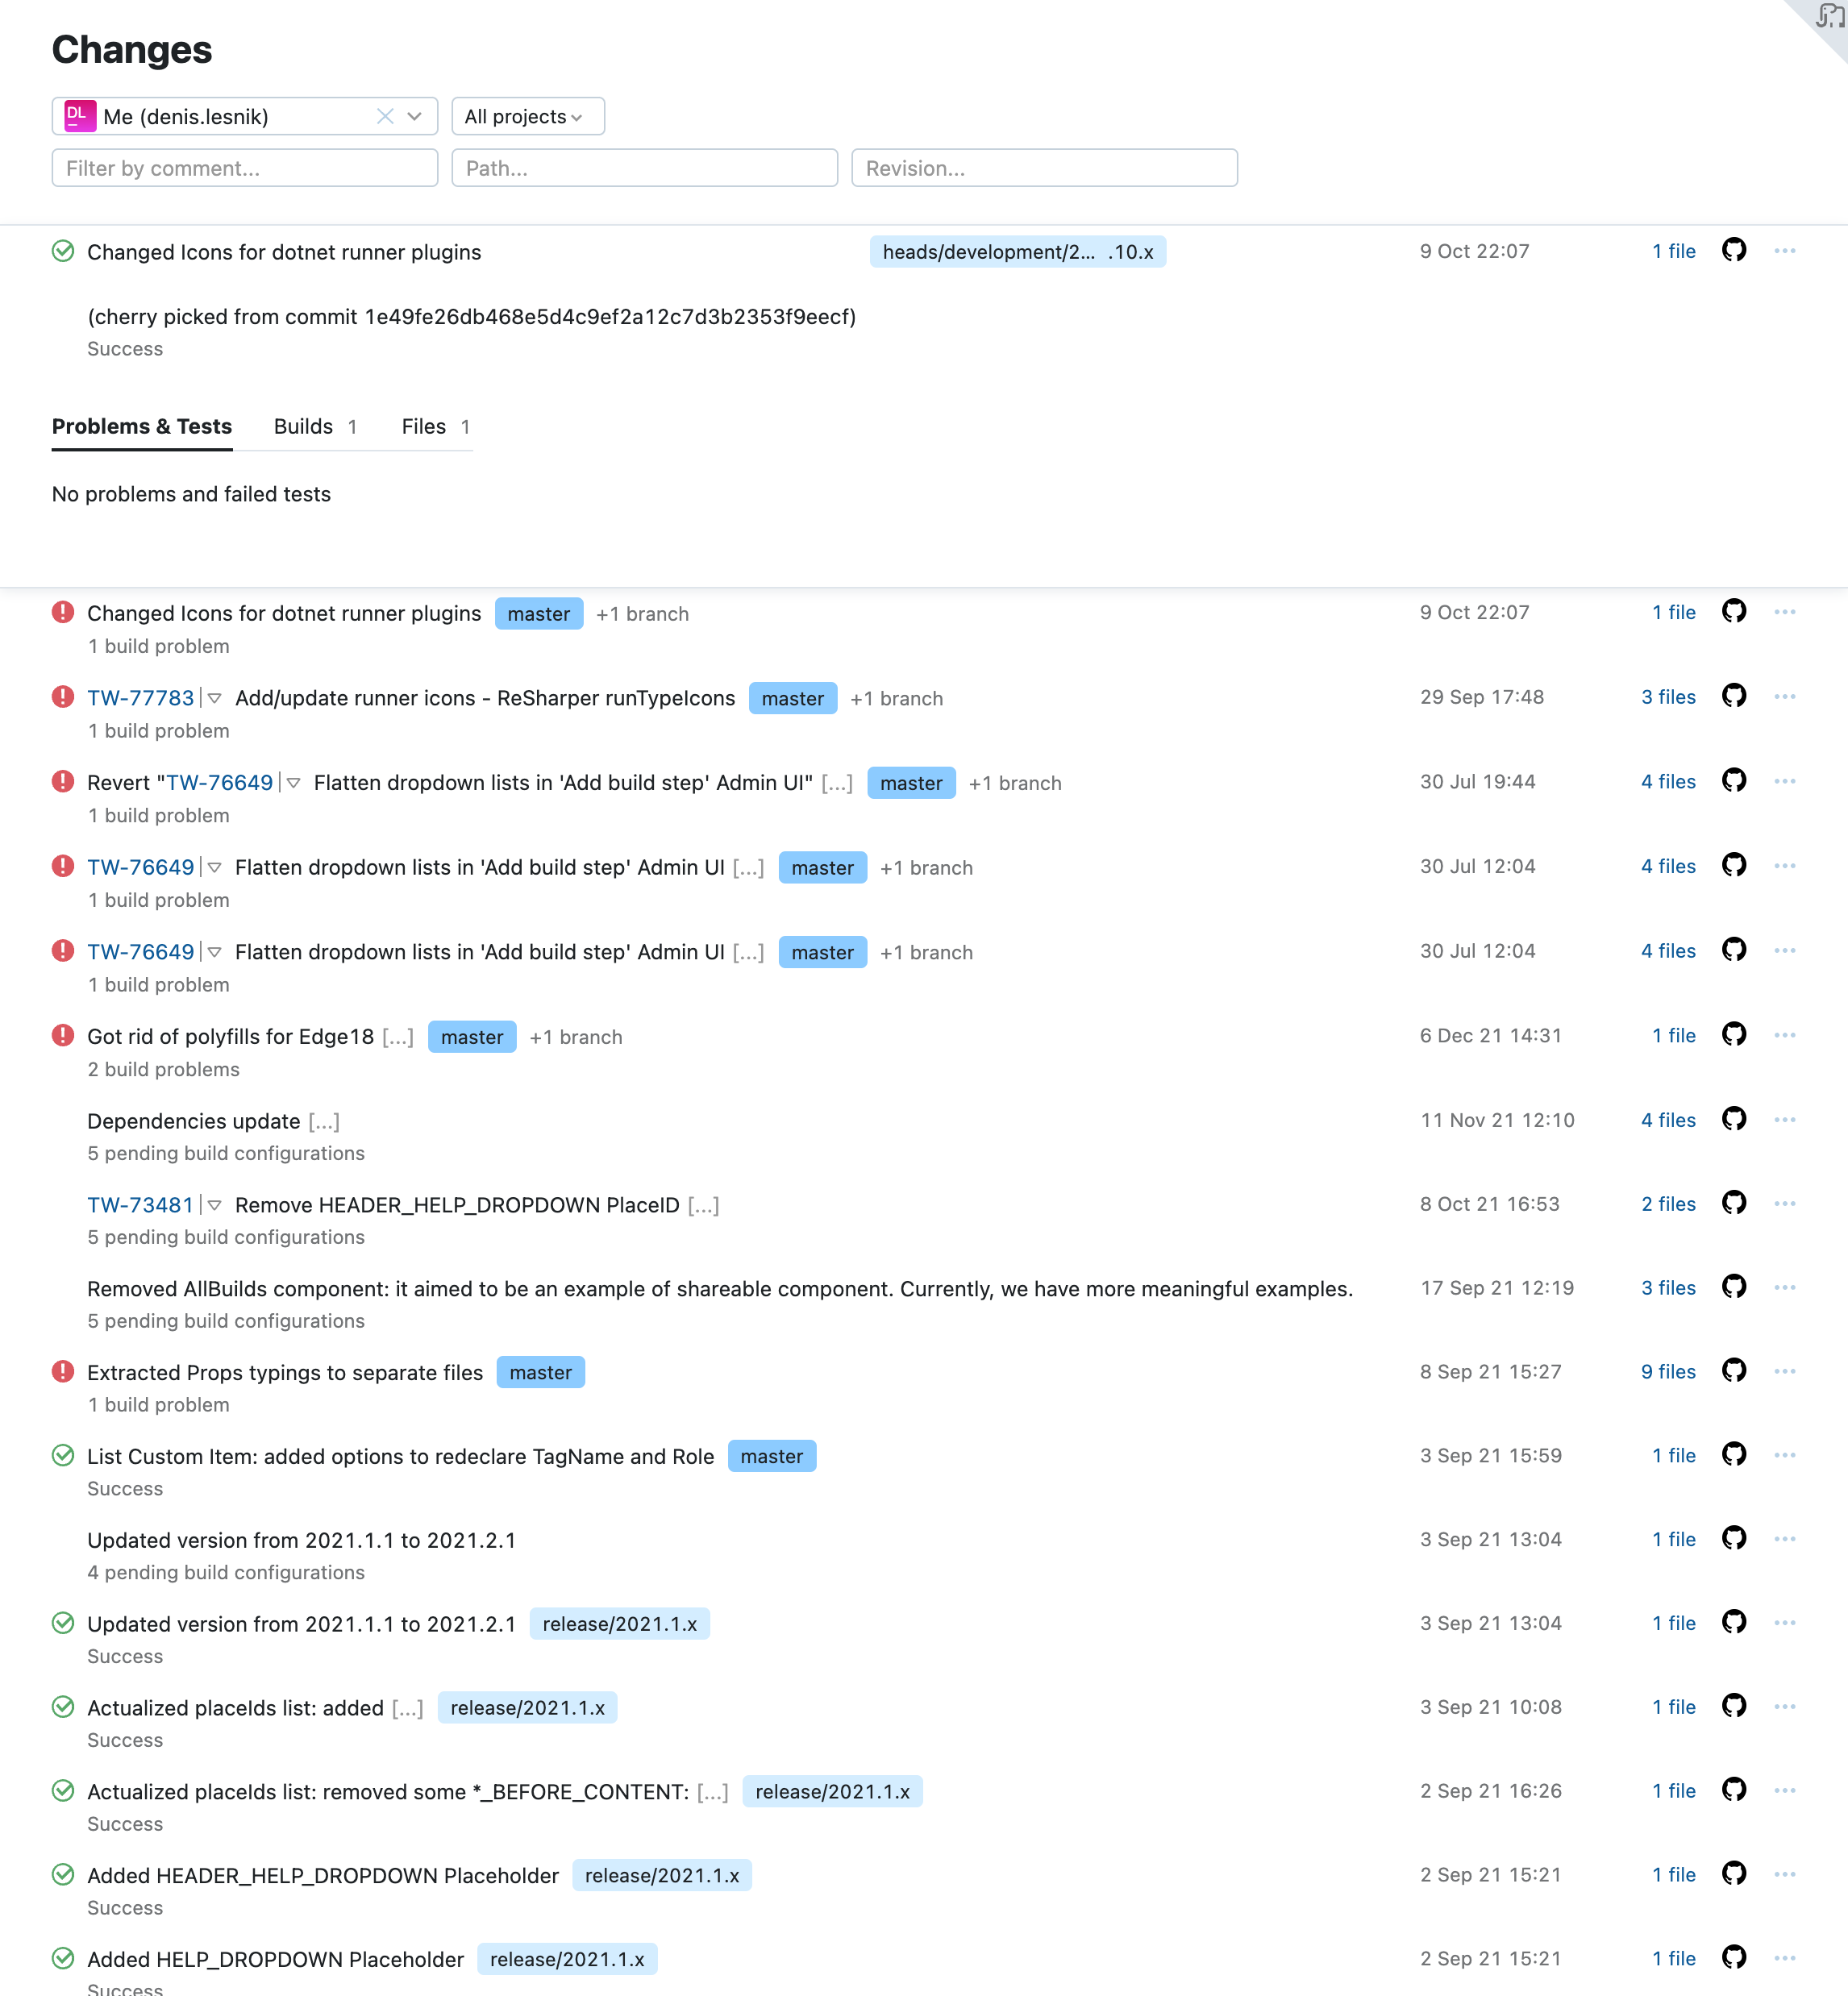 Changes
DL
Me (denis.lesnik)
All projects
Filter by comment...
Path...
Revision...
Changed Icons for dotnet runner plugins heads/development/2... .10.x 9 Oct 22:07 1 file
(cherry picked from commit 1e49fe26db468e5d4c9ef2a12c7d3b2353f9eecf)
Success
Problems & Tests Builds 1 Files 1
No problems and failed tests
Changed Icons for dotnet runner plugins master +1 branch 9 Oct 22:07 1 file
1 build problem
TW-77783 Add/update runner icons - ReSharper runTypeIcons master +1 branch 29 Sep 17:48 3 files
1 build problem
Revert "TW-76649 Flatten dropdown lists in 'Add build step' Admin UI" [...] master +1 branch 30 Jul 19:44 4 files
1 build problem
TW-76649 Flatten dropdown lists in 'Add build step' Admin UI [...] master +1 branch 30 Jul 12:04 4 files
1 build problem
TW-76649 Flatten dropdown lists in 'Add build step' Admin UI [...] master +1 branch 30 Jul 12:04 4 files
1 build problem
Got rid of polyfills for Edge18 [...] master +1 branch 6 Dec 21 14:31 1 file
2 build problems
Dependencies update [...] 11 Nov 21 12:10 4 files
5 pending build configurations
TW-73481 Remove HEADER_HELP_DROPDOWN PlaceID [...] 8 Oct 21 16:53 2 files
5 pending build configurations
Removed AllBuilds component: it aimed to be an example of shareable component. Currently, we have more meaningful examples. 17 Sep 21 12:19 3 files
5 pending build configurations
Extracted Props typings to separate files master 8 Sep 21 15:27 9 files
1 build problem
List Custom Item: added options to redeclare TagName and Role master 3 Sep 21 15:59 1 file
Success
Updated version from 2021.1.1 to 2021.2.1 3 Sep 21 13:04 1 file
4 pending build configurations
Updated version from 2021.1.1 to 2021.2.1 release/2021.1.x 3 Sep 21 13:04 1 file
Success
Actualized placeIds list: added [...] release/2021.1.x 3 Sep 21 10:08 1 file
Success
Actualized placeIds list: removed some *_BEFORE_CONTENT: [...] release/2021.1.x 2 Sep 21 16:26 1 file
Success
Added HEADER_HELP_DROPDOWN Placeholder release/2021.1.x 2 Sep 21 15:21 1 file
Success
Added HELP_DROPDOWN Placeholder release/2021.1.x 2 Sep 21 15:21 1 file
Success